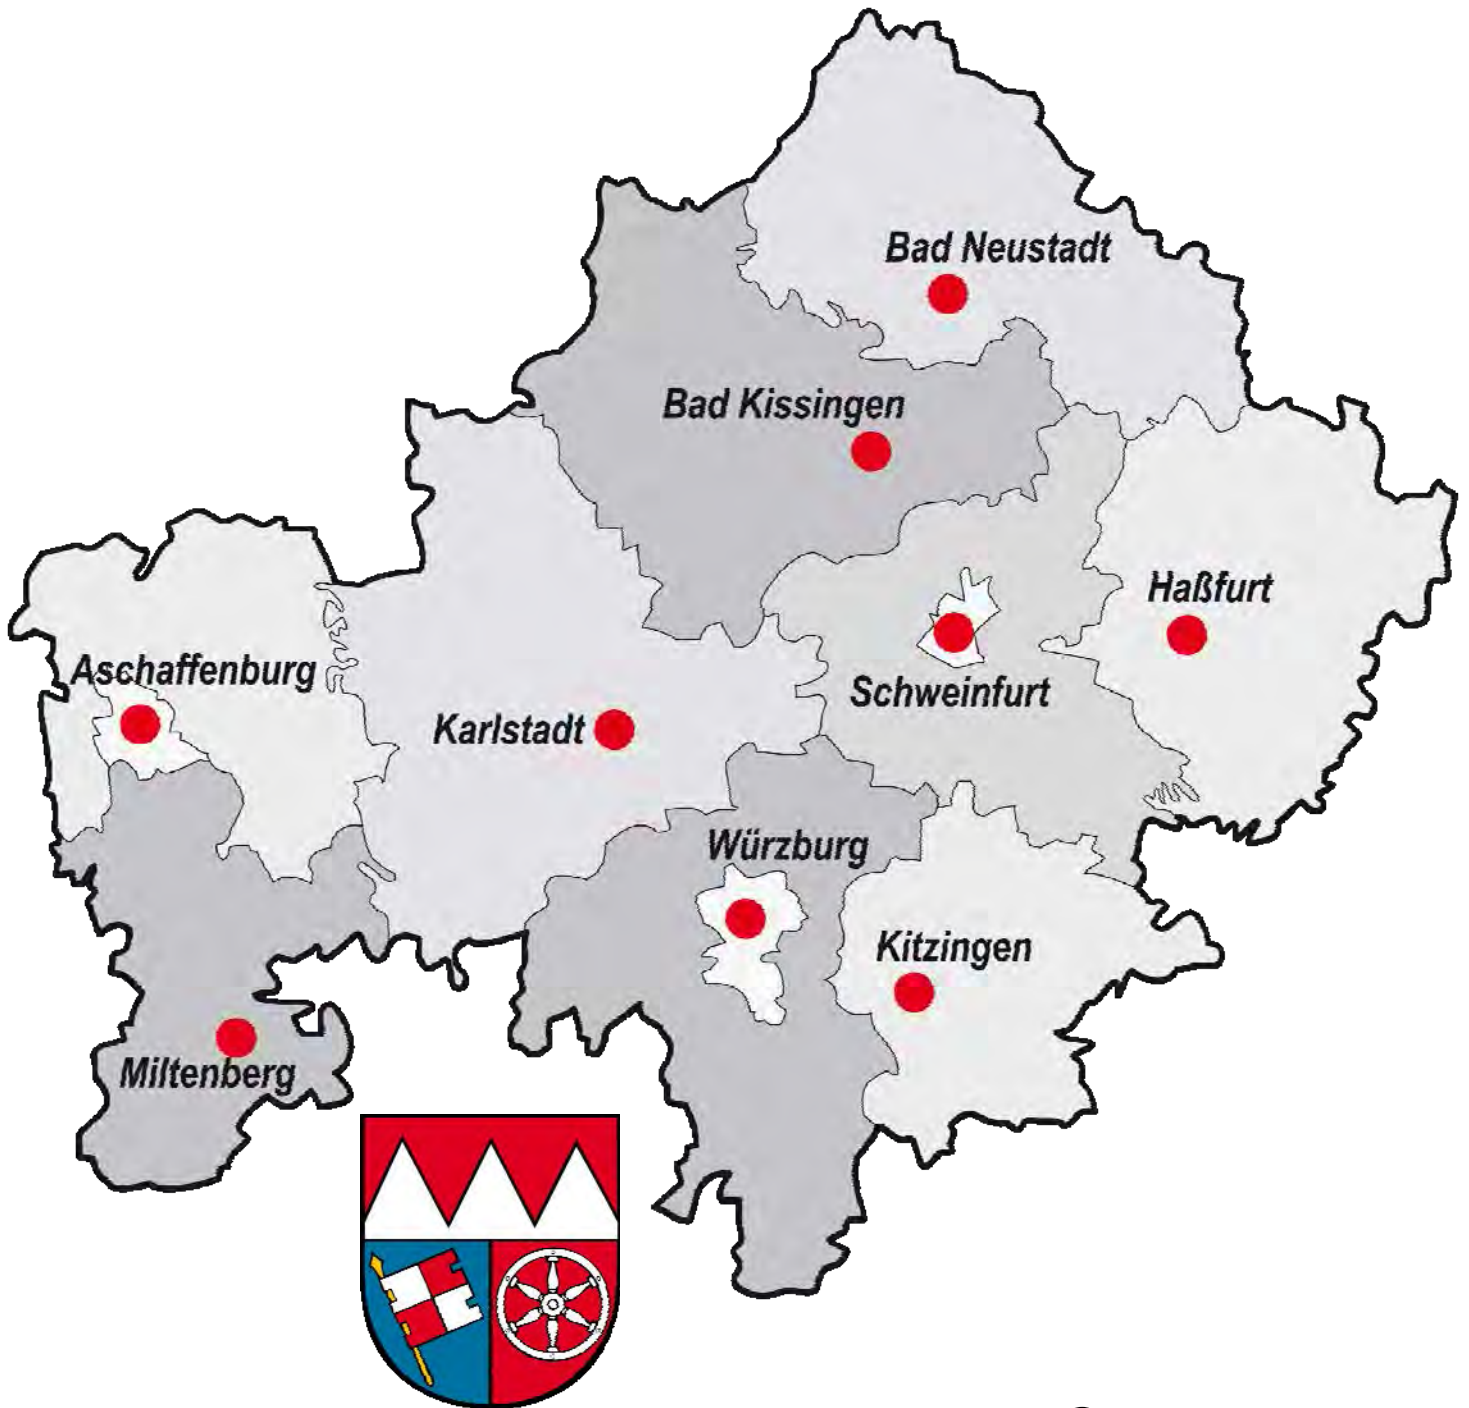 Bad Neustadt
Bad Kissingen
Haßfurt
Aschaffenburg
Schweinfurt
Karlstadt
Würzburg
Kitzingen
Miltenberg